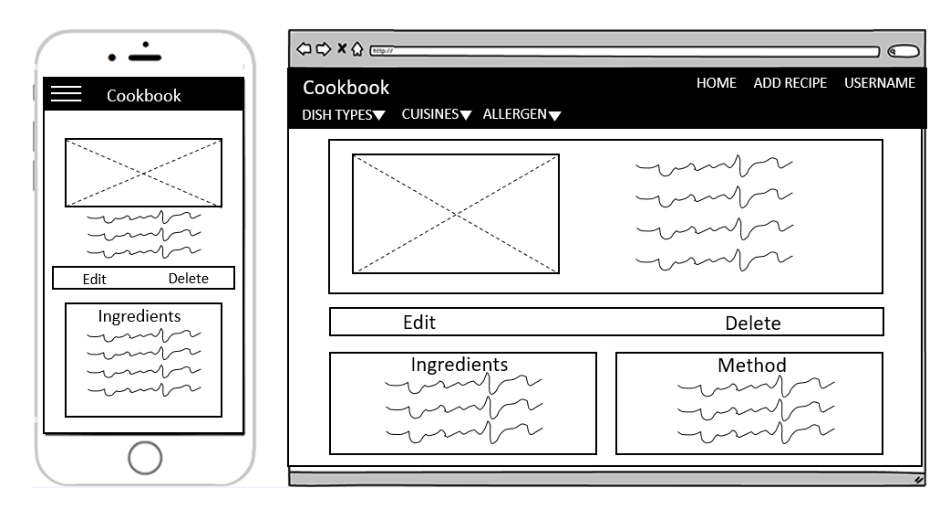 Cookbook
Edit Delete
Ingredients
http://
Cookbook
HOME ADD RECIPE USERNAME
DISH TYPES CUISINES ALLERGEN
Edit Delete
Ingredients
Method